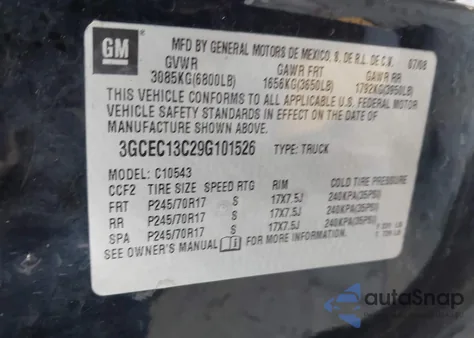 GM
MFD BY GENERAL MOTORS DE MEXICO, S. DE R.L. DE C.V. 07/08
GVWR GAWR FRT GAWR RR
3085KG(6800LB) 1656KG(3650LB) 1792KG(3950LB)
THIS VEHICLE CONFORMS TO ALL APPLICABLE U.S. FEDERAL MOTOR
VEHICLE SAFETY, BUMPER, AND THEFT PREVENTION STANDARDS IN
EFFECT ON THE DATE OF MANUFACTURE SHOWN ABOVE.
3GCEC13C29G101526 TYPE: TRUCK
MODEL: C10543
CCF2 TIRE SIZE SPEED RTG RIM COLD TIRE PRESSURE
FRT P245/70R17 S 17X7.5J 240KPA(35PSI)
RR P245/70R17 S 17X7.5J 240KPA(35PSI)
SPA P245/70R17 S 17X7.5J 240KPA(35PSI)
SEE OWNER'S MANUAL FOR MORE INFORMATION.
autoSnap